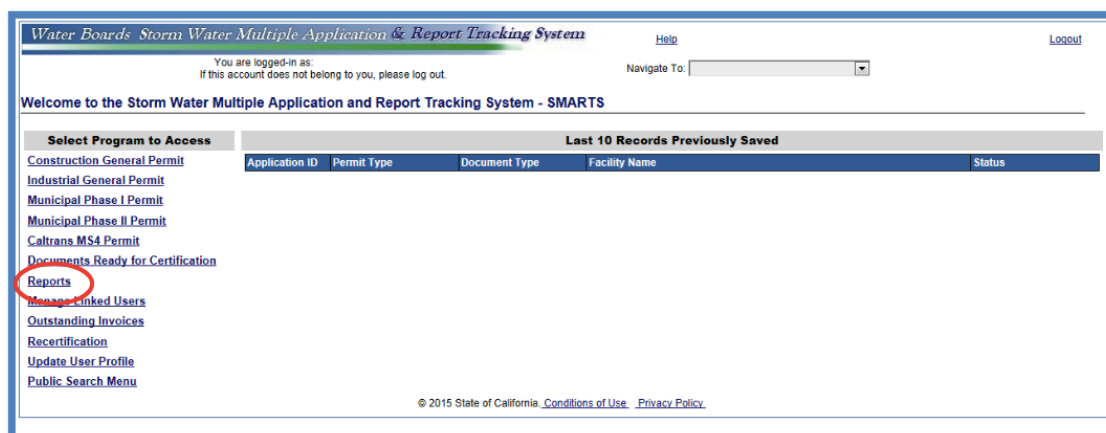 Water Boards Storm Water Multiple Application & Report Tracking System
Help
Logout
You are logged-in as:
If this account does not belong to you, please log out.
Navigate To:
Welcome to the Storm Water Multiple Application and Report Tracking System - SMARTS
Select Program to Access
Last 10 Records Previously Saved
Construction General Permit
Application ID Permit Type Document Type Facility Name Status
Industrial General Permit
Municipal Phase I Permit
Municipal Phase II Permit
Caltrans MS4 Permit
Documents Ready for Certification
Reports
Manage Linked Users
Outstanding Invoices
Recertification
Update User Profile
Public Search Menu
© 2015 State of California. Conditions of Use Privacy Policy